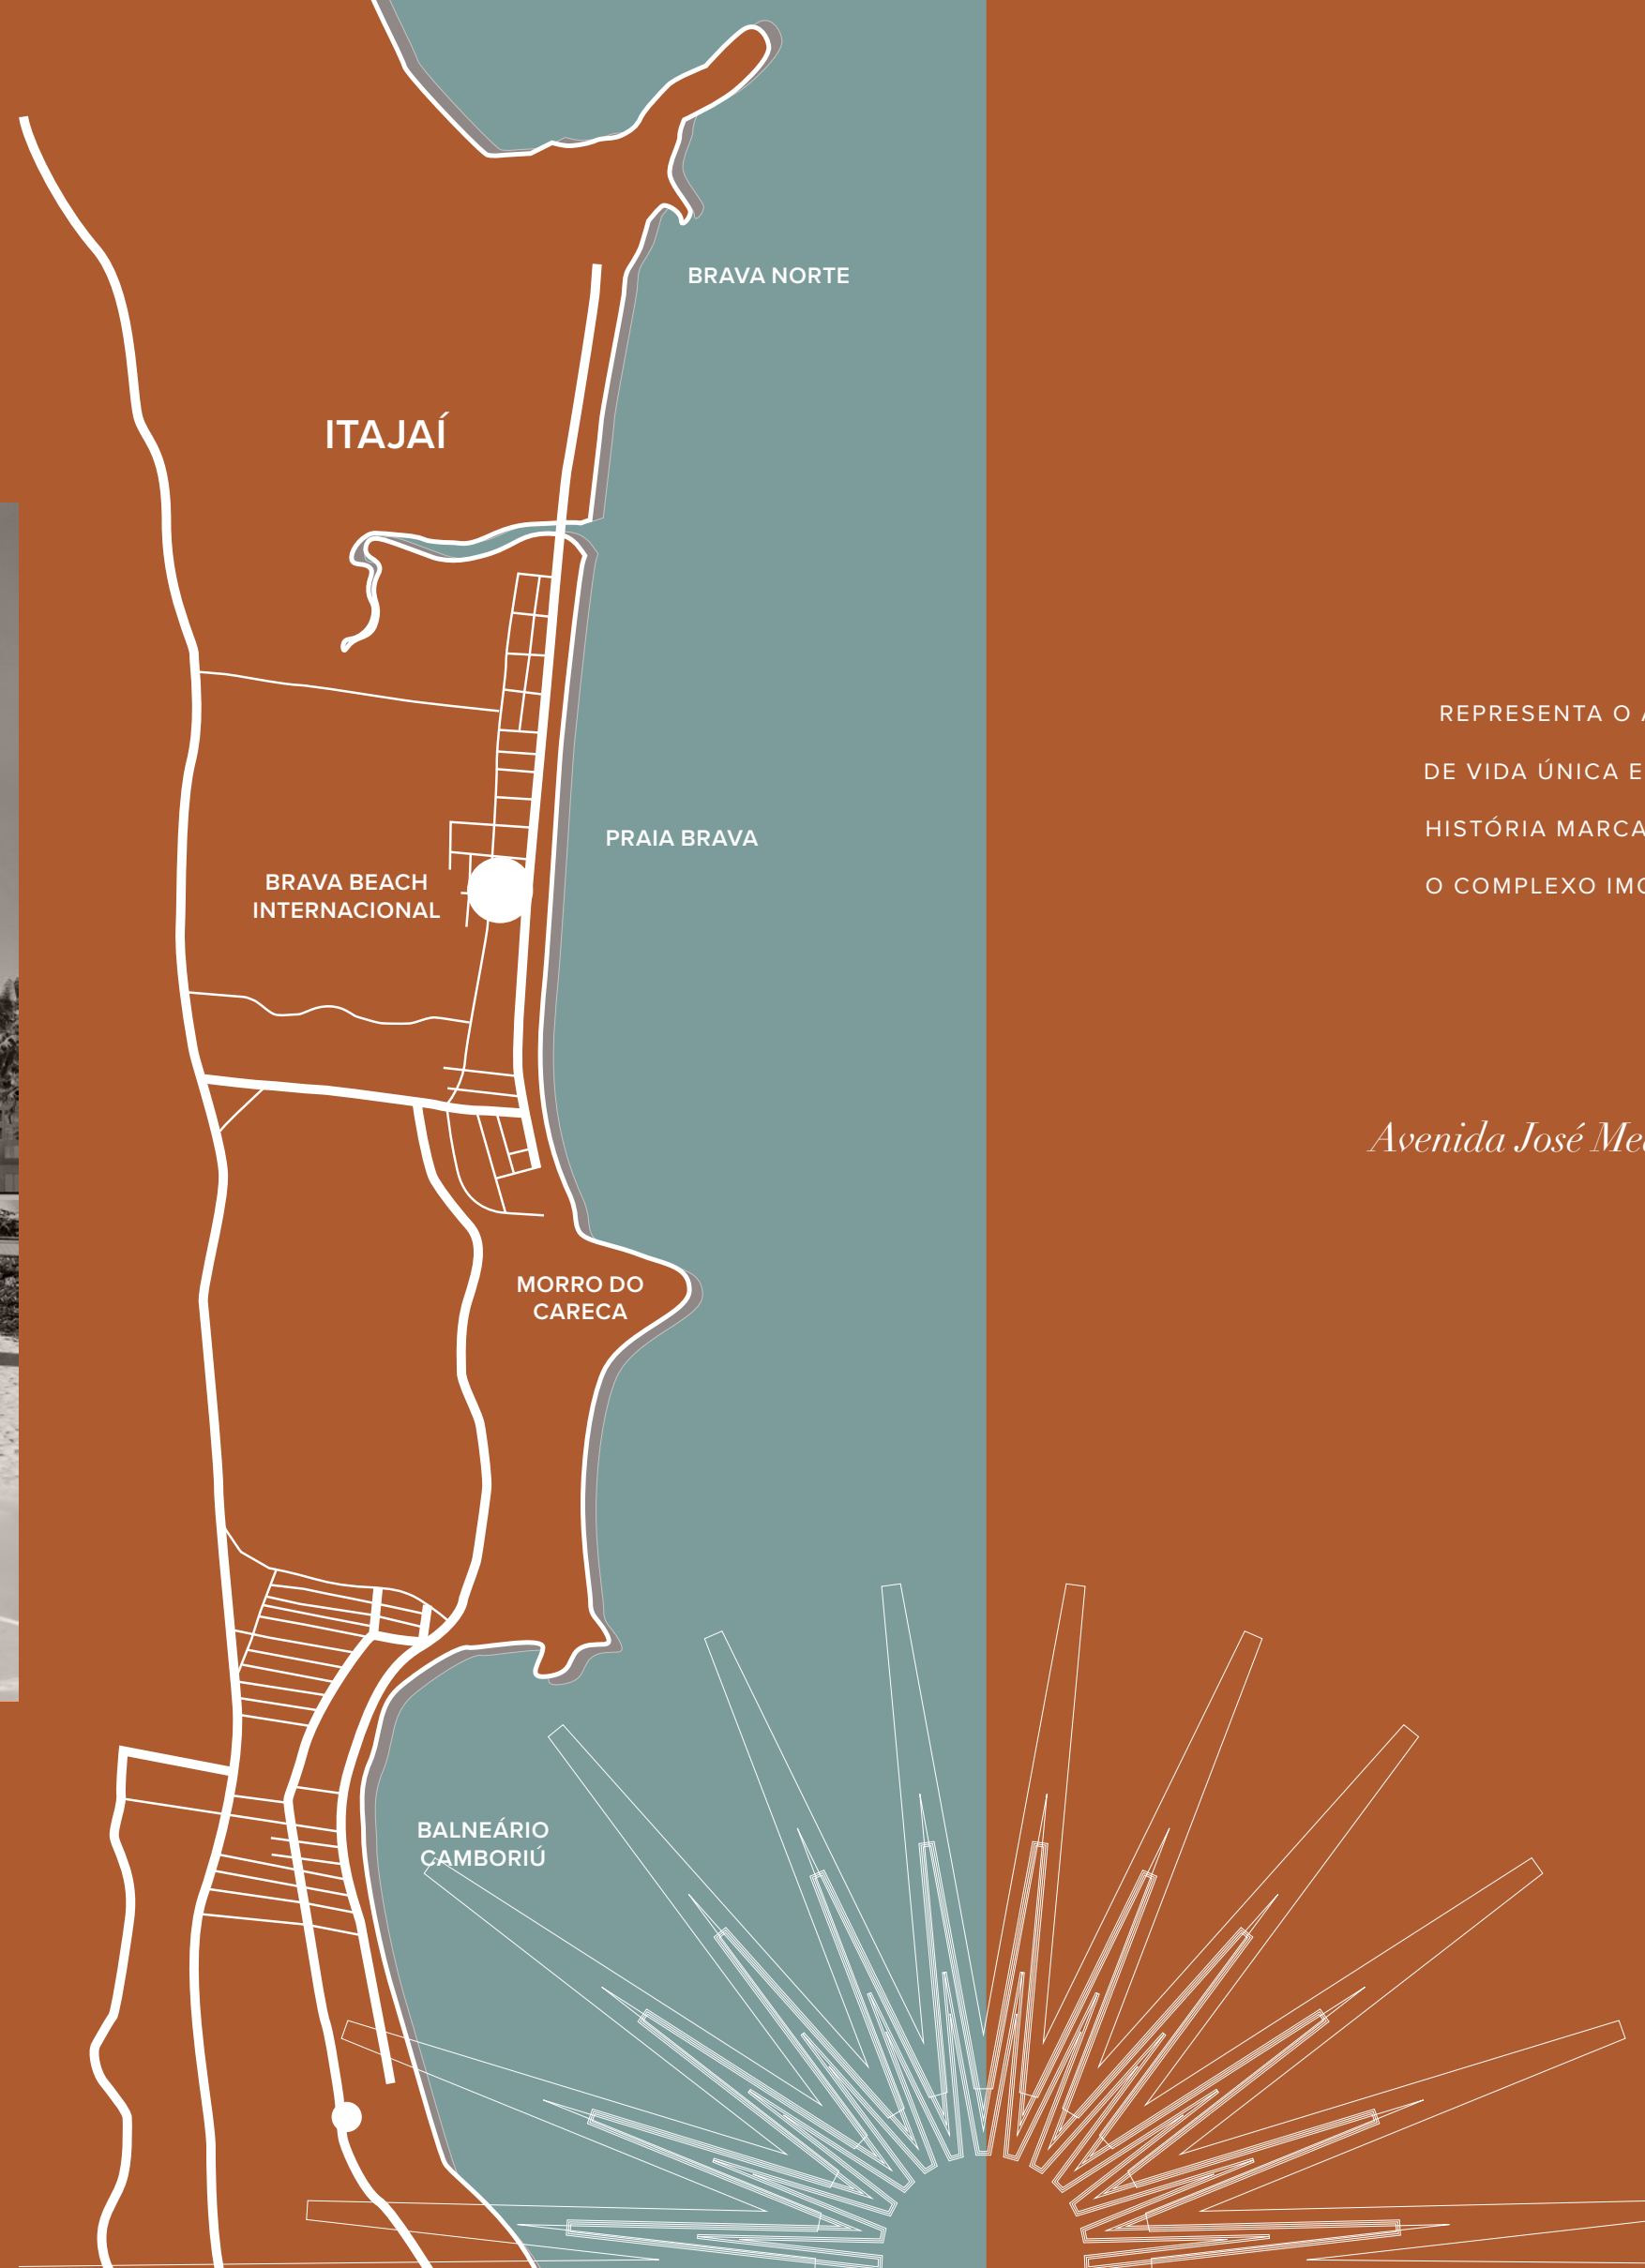 BRAVA NORTE
ITAJAÍ
PRAIA BRAVA
BRAVA BEACH
INTERNACIONAL
MORRO DO
CARECA
BALNEÁRIO
CAMBORIÚ
REPRESENTA O
DE VIDA ÚNICA E
HISTÓRIA MARCA
O COMPLEXO IMO
Avenida José Me